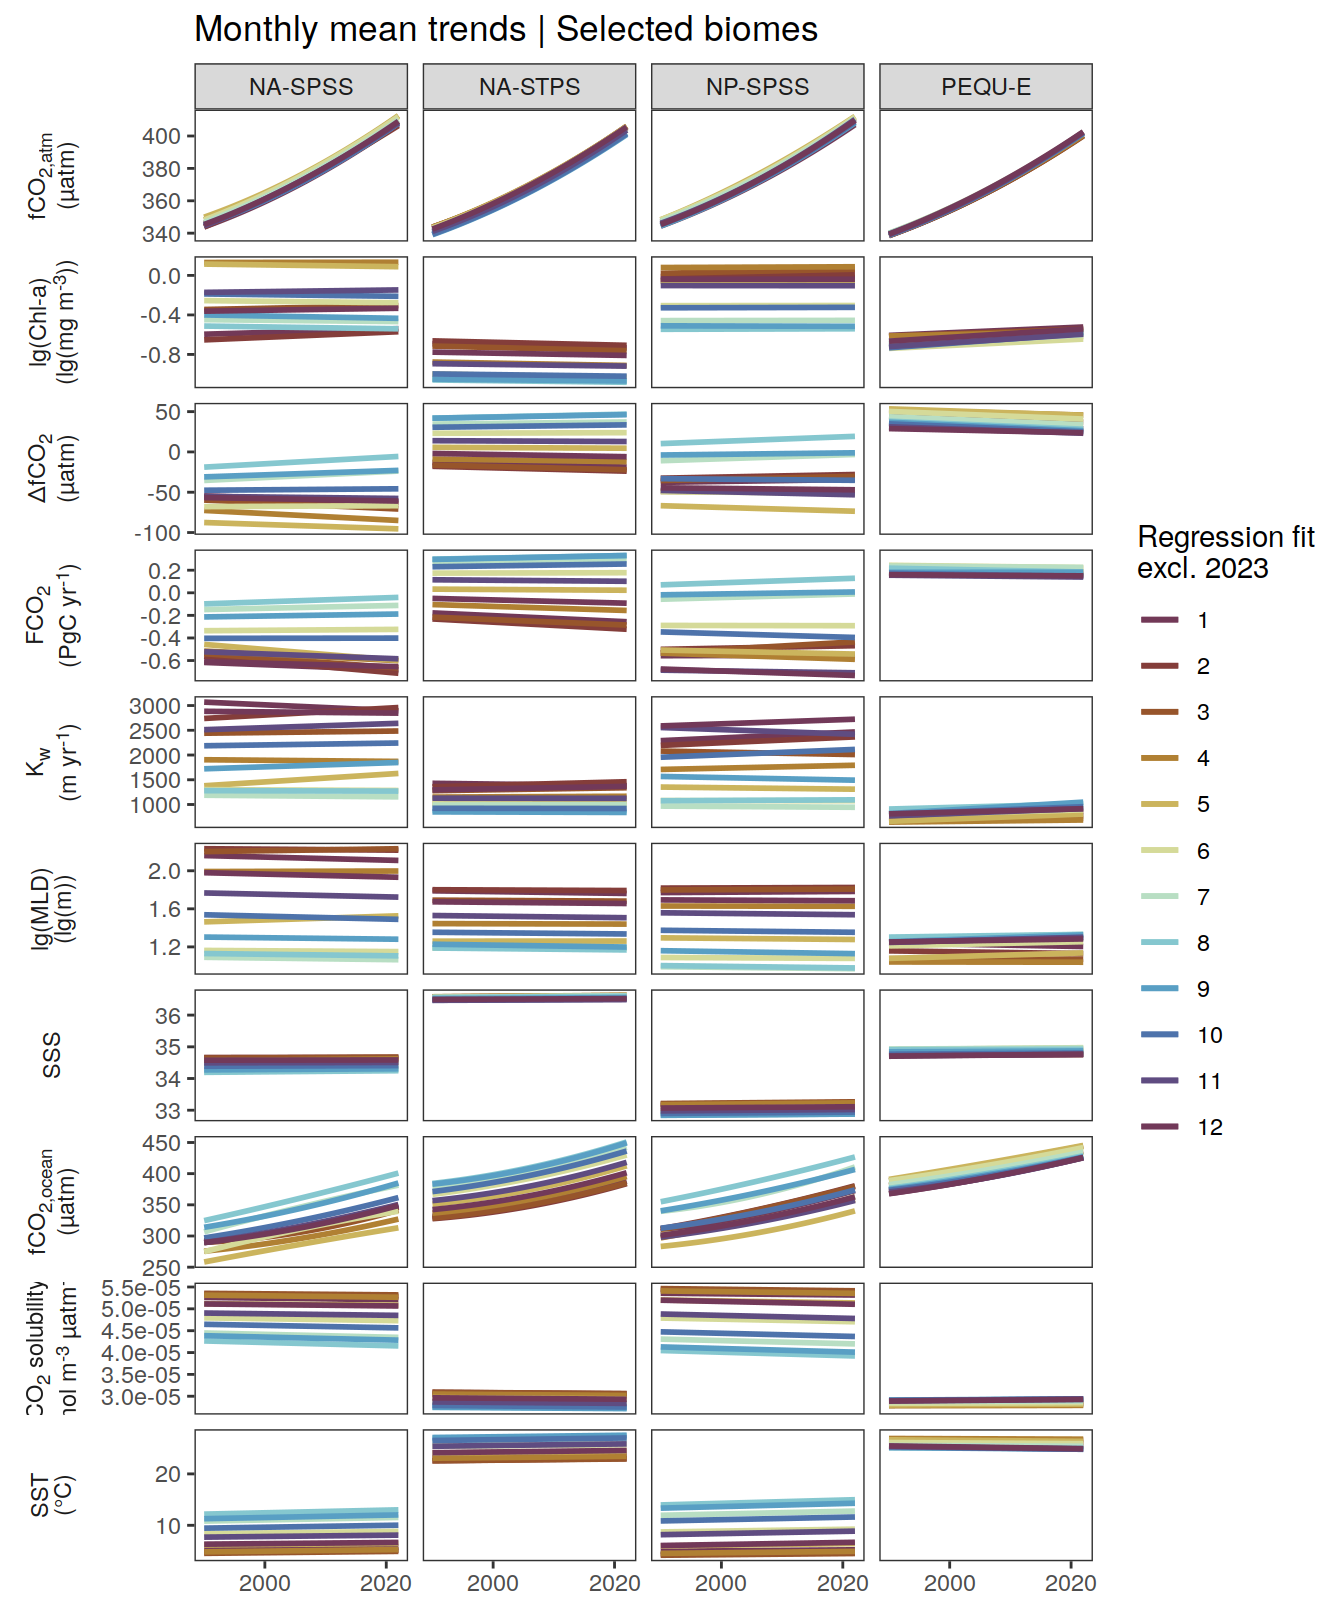 Monthly mean trends | Selected biomes
NA-SPSS NA-STPS NP-SPSS PEQU-E
fCO2,atm
(µatm)
400
380
360
340
lg(Chl-a)
(lg(mg m-3))
0.0
-0.4
-0.8
ΔfCO2
(µatm)
50
0
-50
-100
FCO2
(PgC yr-1)
0.2
0.0
-0.2
-0.4
-0.6
Kw
(m yr-1)
3000
2500
2000
1500
1000
lg(MLD)
(lg(m))
2.0
1.6
1.2
SSS
36
35
34
33
fCO2,ocean
(µatm)
450
400
350
300
250
CO2 solubility
ol m-3 µatm-
5.5e-05
5.0e-05
4.5e-05
4.0e-05
3.5e-05
3.0e-05
SST
(°C)
20
10
2000 2020 2000 2020 2000 2020 2000 2020
Regression fit
excl. 2023
1
2
3
4
5
6
7
8
9
10
11
12